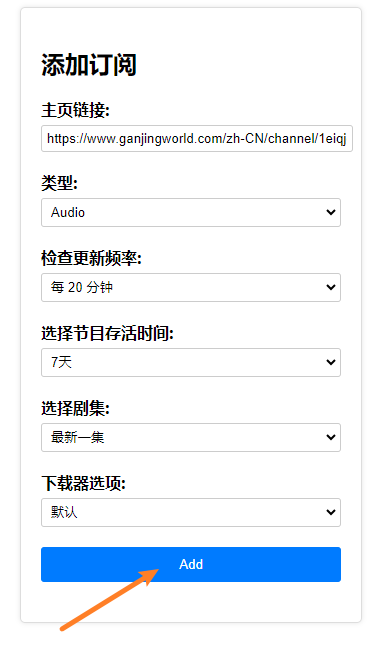 添加订阅
主页链接:
https://www.ganjingworld.com/zh-CN/channel/1eiqj
类型:
Audio
检查更新频率:
每 20 分钟
选择节目存活时间:
7天
选择剧集:
最新一集
下载器选项:
默认
Add